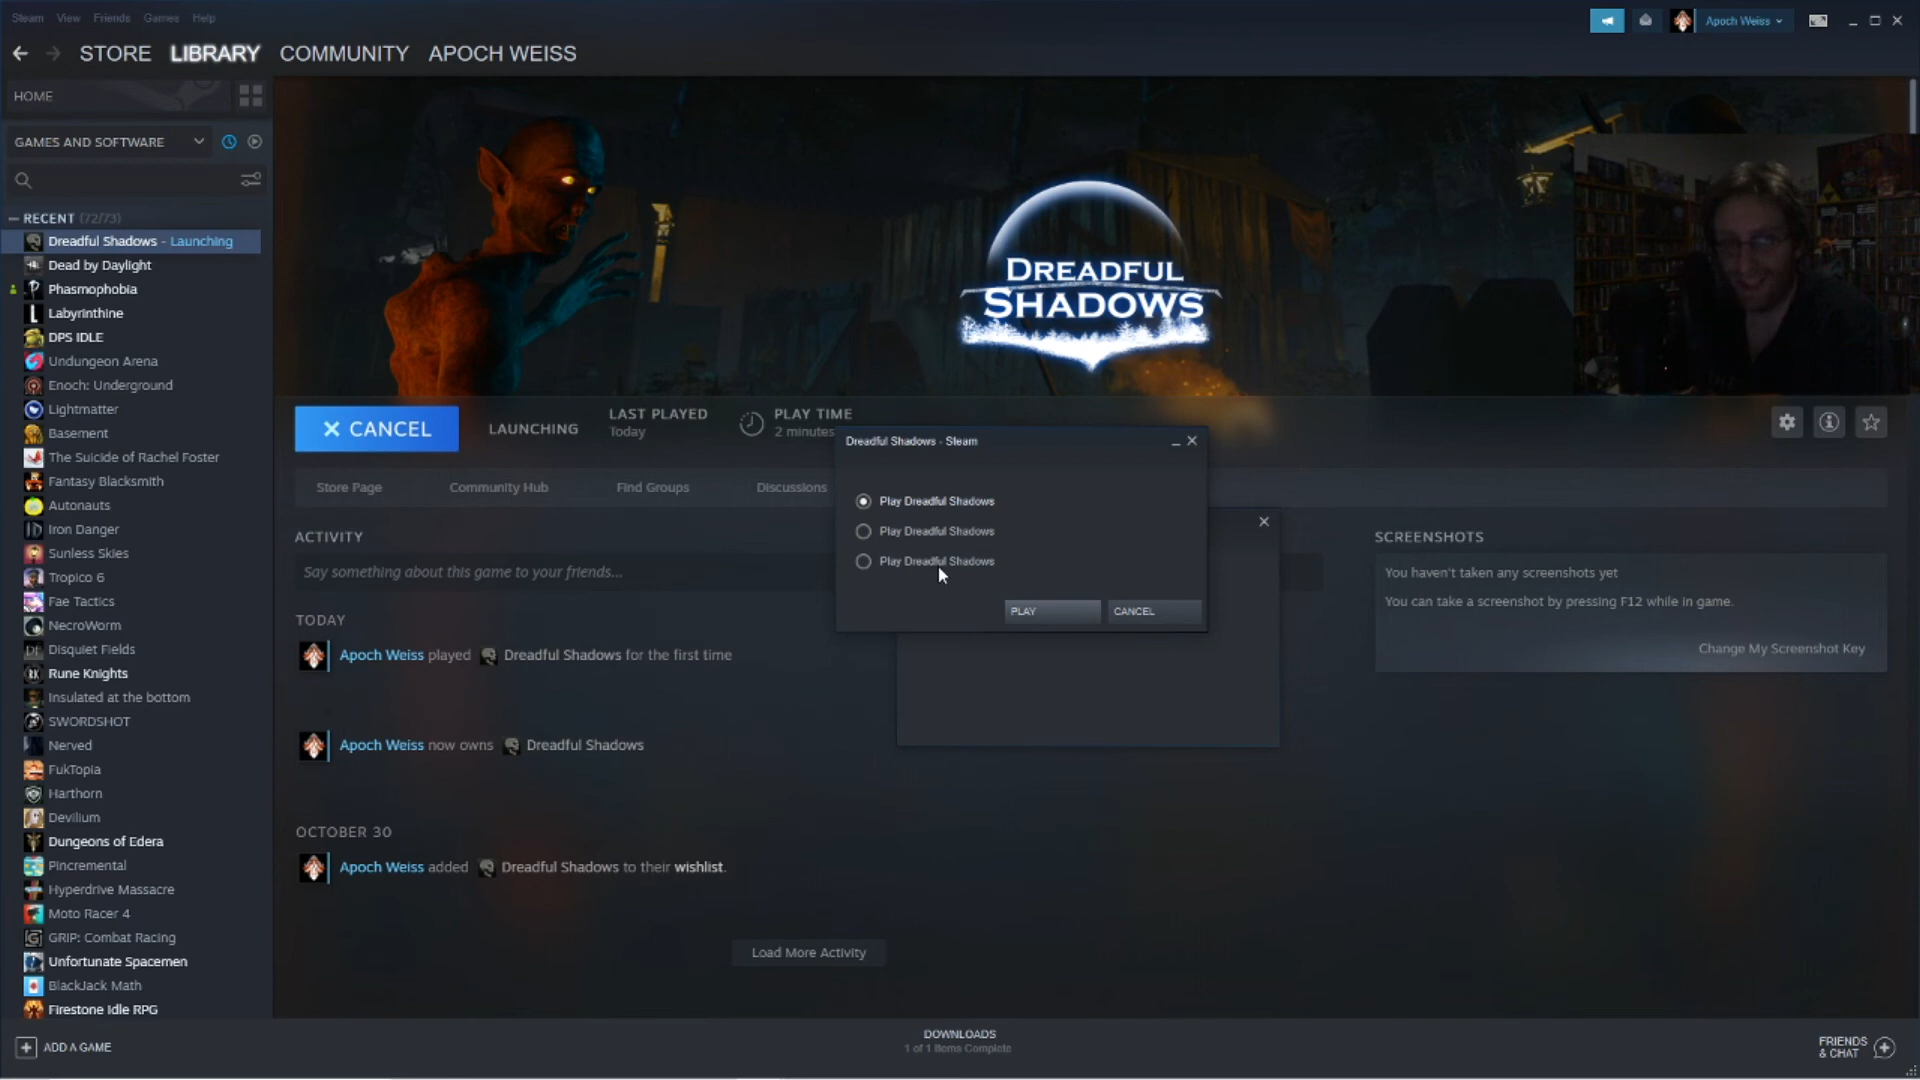 Steam View Friends Games Help
Apoch Weiss
STORE LIBRARY COMMUNITY APOCH WEISS
HOME
GAMES AND SOFTWARE
RECENT (72/73)
Dreadful Shadows - Launching
Dead by Daylight
Phasmophobia
Labyrinthine
DPS IDLE
Undungeon Arena
Enoch: Underground
Lightmatter
Basement
The Suicide of Rachel Foster
Fantasy Blacksmith
Autonauts
Iron Danger
Sunless Skies
Tropico 6
Fae Tactics
NecroWorm
Disquiet Fields
Rune Knights
Insulated at the bottom
SWORDSHOT
Nerved
FukTopia
Harthorn
Devilium
Dungeons of Edera
Pincremental
Hyperdrive Massacre
Moto Racer 4
GRIP: Combat Racing
Unfortunate Spacemen
BlackJack Math
Firestone Idle RPG
ADD A GAME
DREADFUL
SHADOWS
CANCEL
LAUNCHING
LAST PLAYED
Today
PLAY TIME
2 minutes
Store Page Community Hub Find Groups Discussions
Dreadful Shadows - Steam
Play Dreadful Shadows
Play Dreadful Shadows
Play Dreadful Shadows
PLAY CANCEL
ACTIVITY
Say something about this game to your friends...
TODAY
Apoch Weiss played Dreadful Shadows for the first time
Apoch Weiss now owns Dreadful Shadows
OCTOBER 30
Apoch Weiss added Dreadful Shadows to their wishlist.
Load More Activity
SCREENSHOTS
You haven't taken any screenshots yet
You can take a screenshot by pressing F12 while in game.
Change My Screenshot Key
DOWNLOADS
1 of 1 Items Complete
FRIENDS
& CHAT